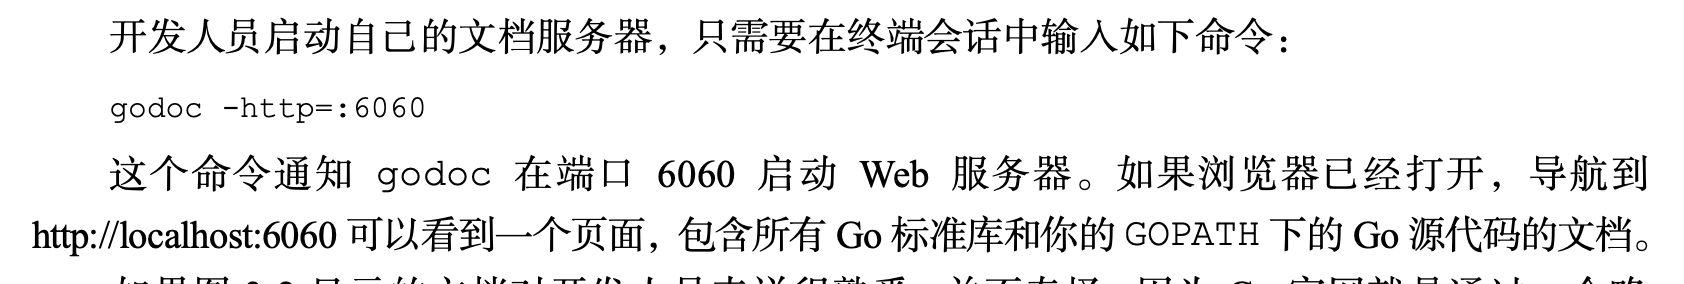 开发人员启动自己的文档服务器，只需要在终端会话中输入如下命令：
godoc -http=:6060
这个命令通知 godoc 在端口 6060 启动 Web 服务器。如果浏览器已经打开，导航到
http://localhost:6060 可以看到一个页面，包含所有 Go 标准库和你的 GOPATH 下的 Go 源代码的文档。